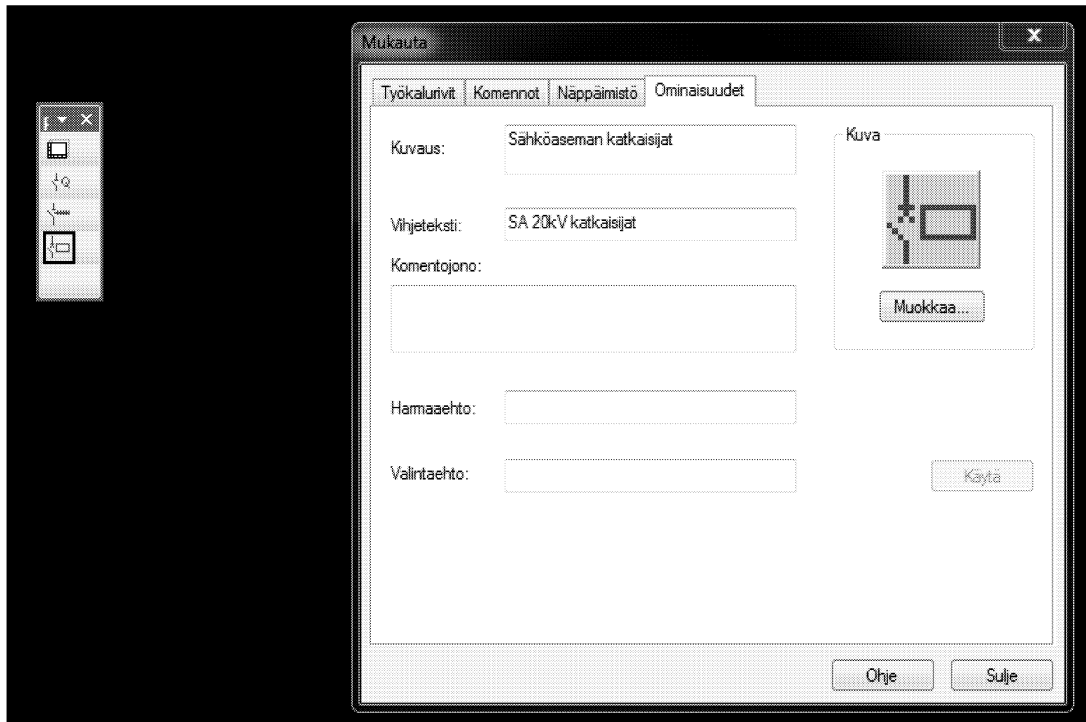 Mukauta
Työkalurivit Komennot Näppäimistö Ominaisuudet
Kuvaus: Sähköaseman katkaisijat
Kuva
Vihjeteksti: SA 20kV katkaisijat
Komentojono:
Muokkaa...
Harmaaehto:
Valintaehto:
Käytä
Ohje Sulje
Q